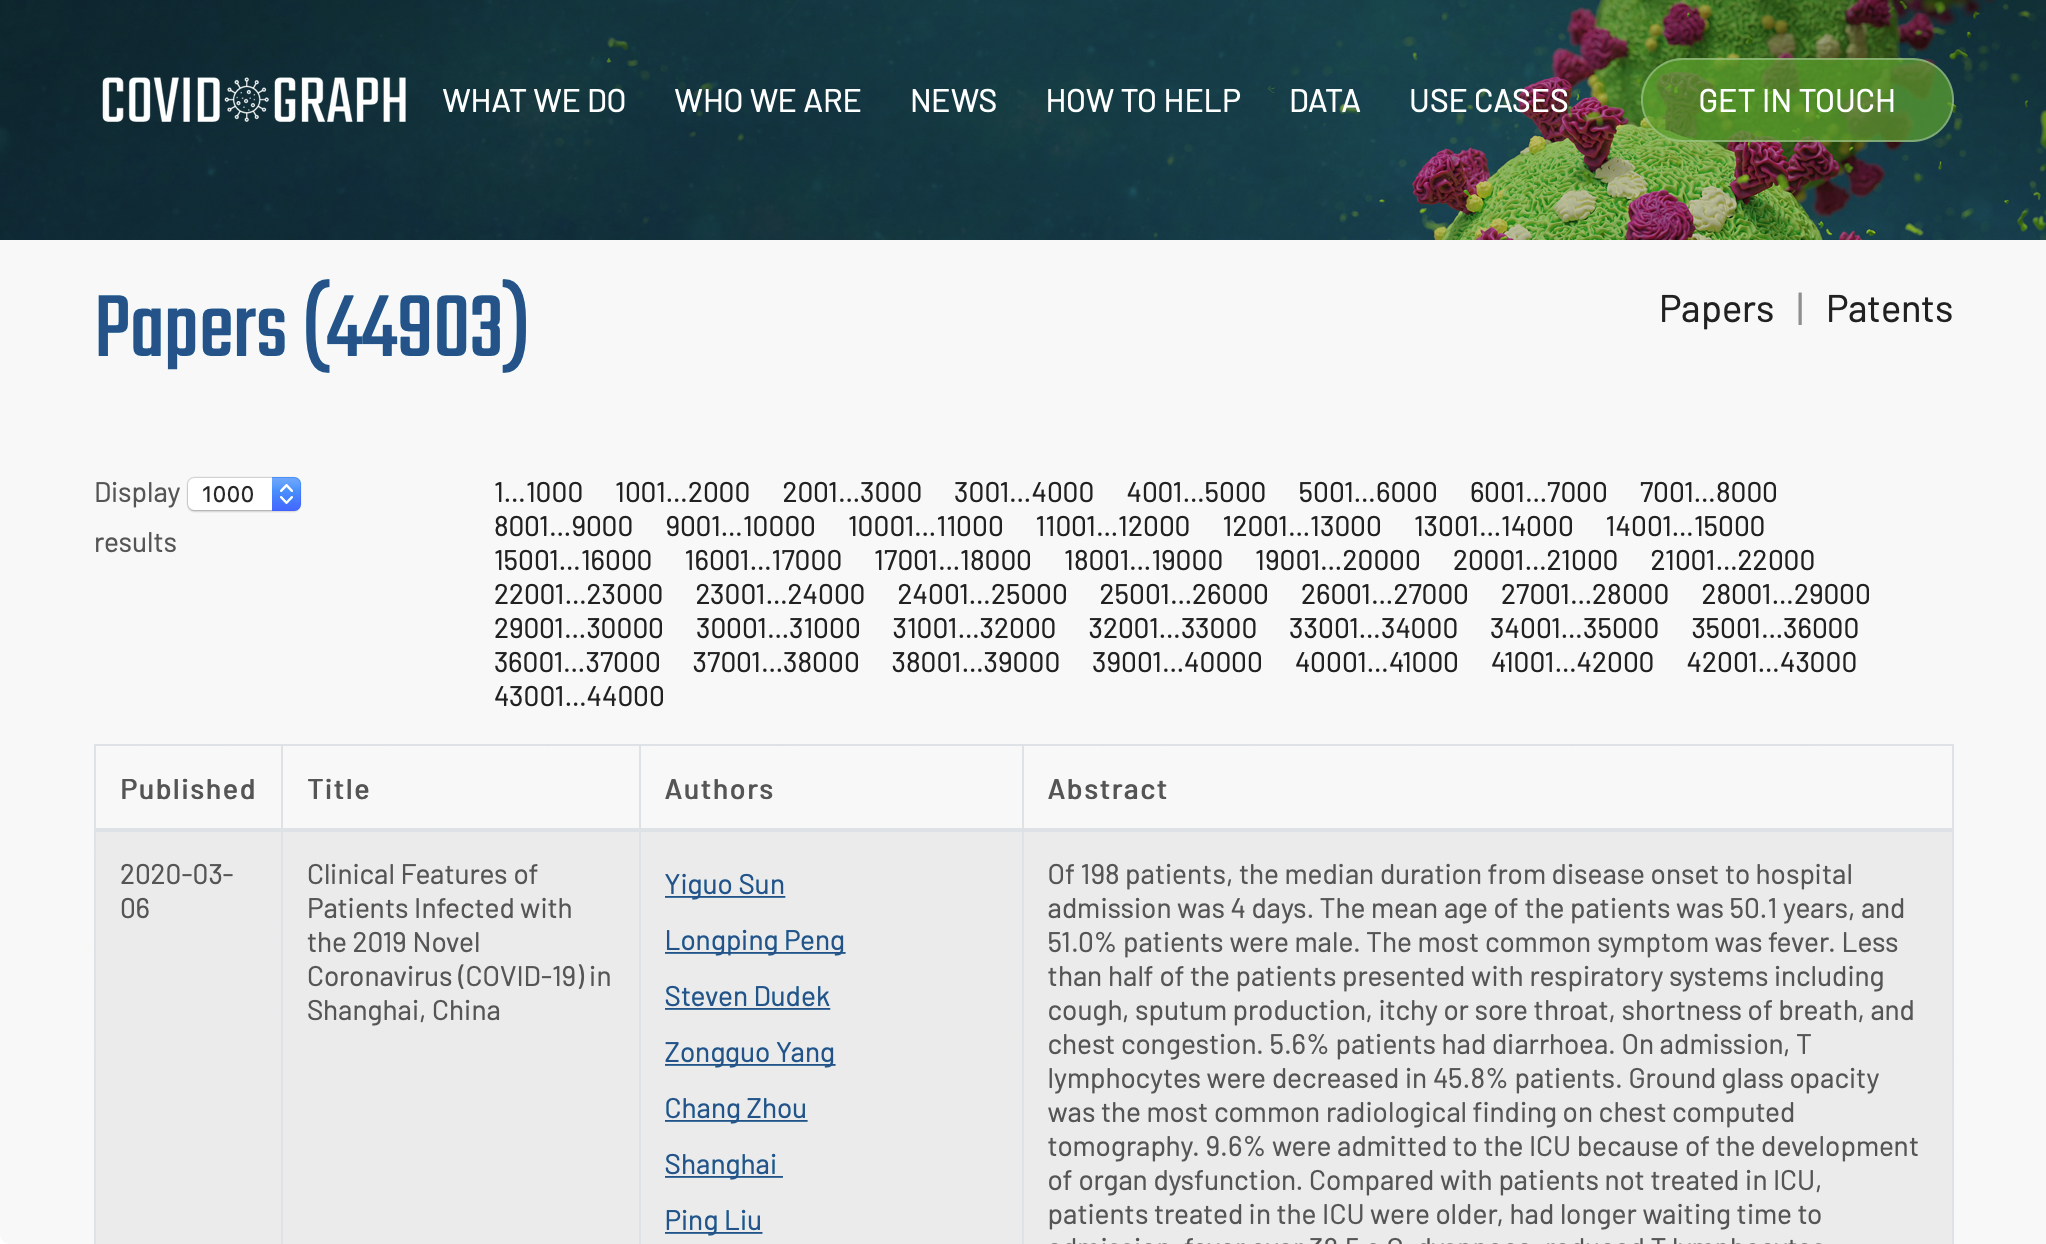 COVID GRAPH WHAT WE DO WHO WE ARE NEWS HOW TO HELP DATA USE CASES GET IN TOUCH
Papers (44903)
Papers | Patents
Display 1000
results
1...1000 1001...2000 2001...3000 3001...4000 4001...5000 5001...6000 6001...7000 7001...8000
8001...9000 9001...10000 10001...11000 11001...12000 12001...13000 13001...14000 14001...15000
15001...16000 16001...17000 17001...18000 18001...19000 19001...20000 20001...21000 21001...22000
22001...23000 23001...24000 24001...25000 25001...26000 26001...27000 27001...28000 28001...29000
29001...30000 30001...31000 31001...32000 32001...33000 33001...34000 34001...35000 35001...36000
36001...37000 37001...38000 38001...39000 39001...40000 40001...41000 41001...42000 42001...43000
43001...44000
Published Title Authors Abstract
2020-03-
06
Clinical Features of
Patients Infected with
the 2019 Novel
Coronavirus (COVID-19) in
Shanghai, China
Yiguo Sun
Longping Peng
Steven Dudek
Zongguo Yang
Chang Zhou
Shanghai
Ping Liu
Of 198 patients, the median duration from disease onset to hospital
admission was 4 days. The mean age of the patients was 50.1 years, and
51.0% patients were male. The most common symptom was fever. Less
than half of the patients presented with respiratory systems including
cough, sputum production, itchy or sore throat, shortness of breath, and
chest congestion. 5.6% patients had diarrhoea. On admission, T
lymphocytes were decreased in 45.8% patients. Ground glass opacity
was the most common radiological finding on chest computed
tomography. 9.6% were admitted to the ICU because of the development
of organ dysfunction. Compared with patients not treated in ICU,
patients treated in the ICU were older, had longer waiting time to